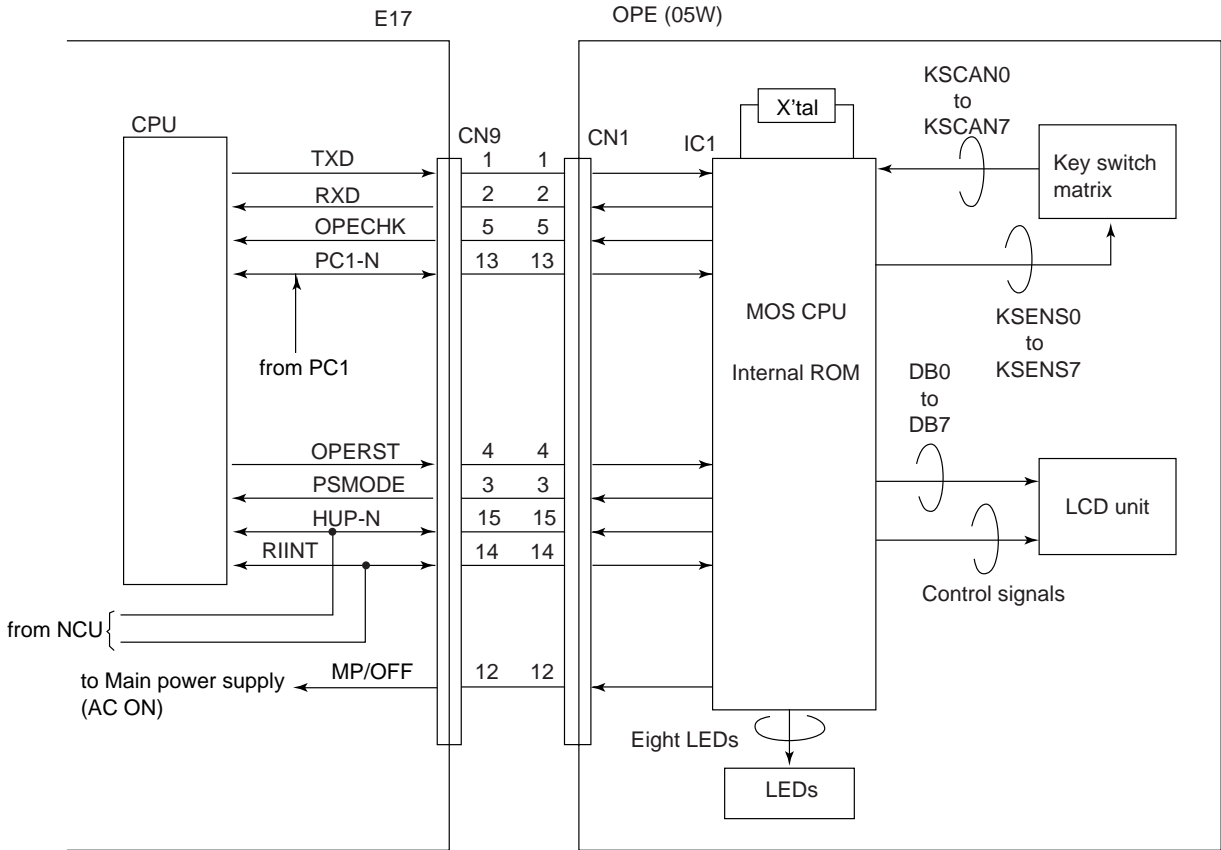 E17
OPE (05W)
CPU
CN9
CN1
IC1
X'tal
KSCAN0
to
KSCAN7
Key switch
matrix
TXD
1
1
RXD
2
2
OPECHK
5
5
PC1-N
13
13
from PC1
MOS CPU
Internal ROM
KSENS0
to
KSENS7
DB0
to
DB7
OPERST
4
4
PSMODE
3
3
HUP-N
15
15
RIINT
14
14
LCD unit
Control signals
from NCU
to Main power supply
(AC ON)
MP/OFF
12
12
Eight LEDs
LEDs